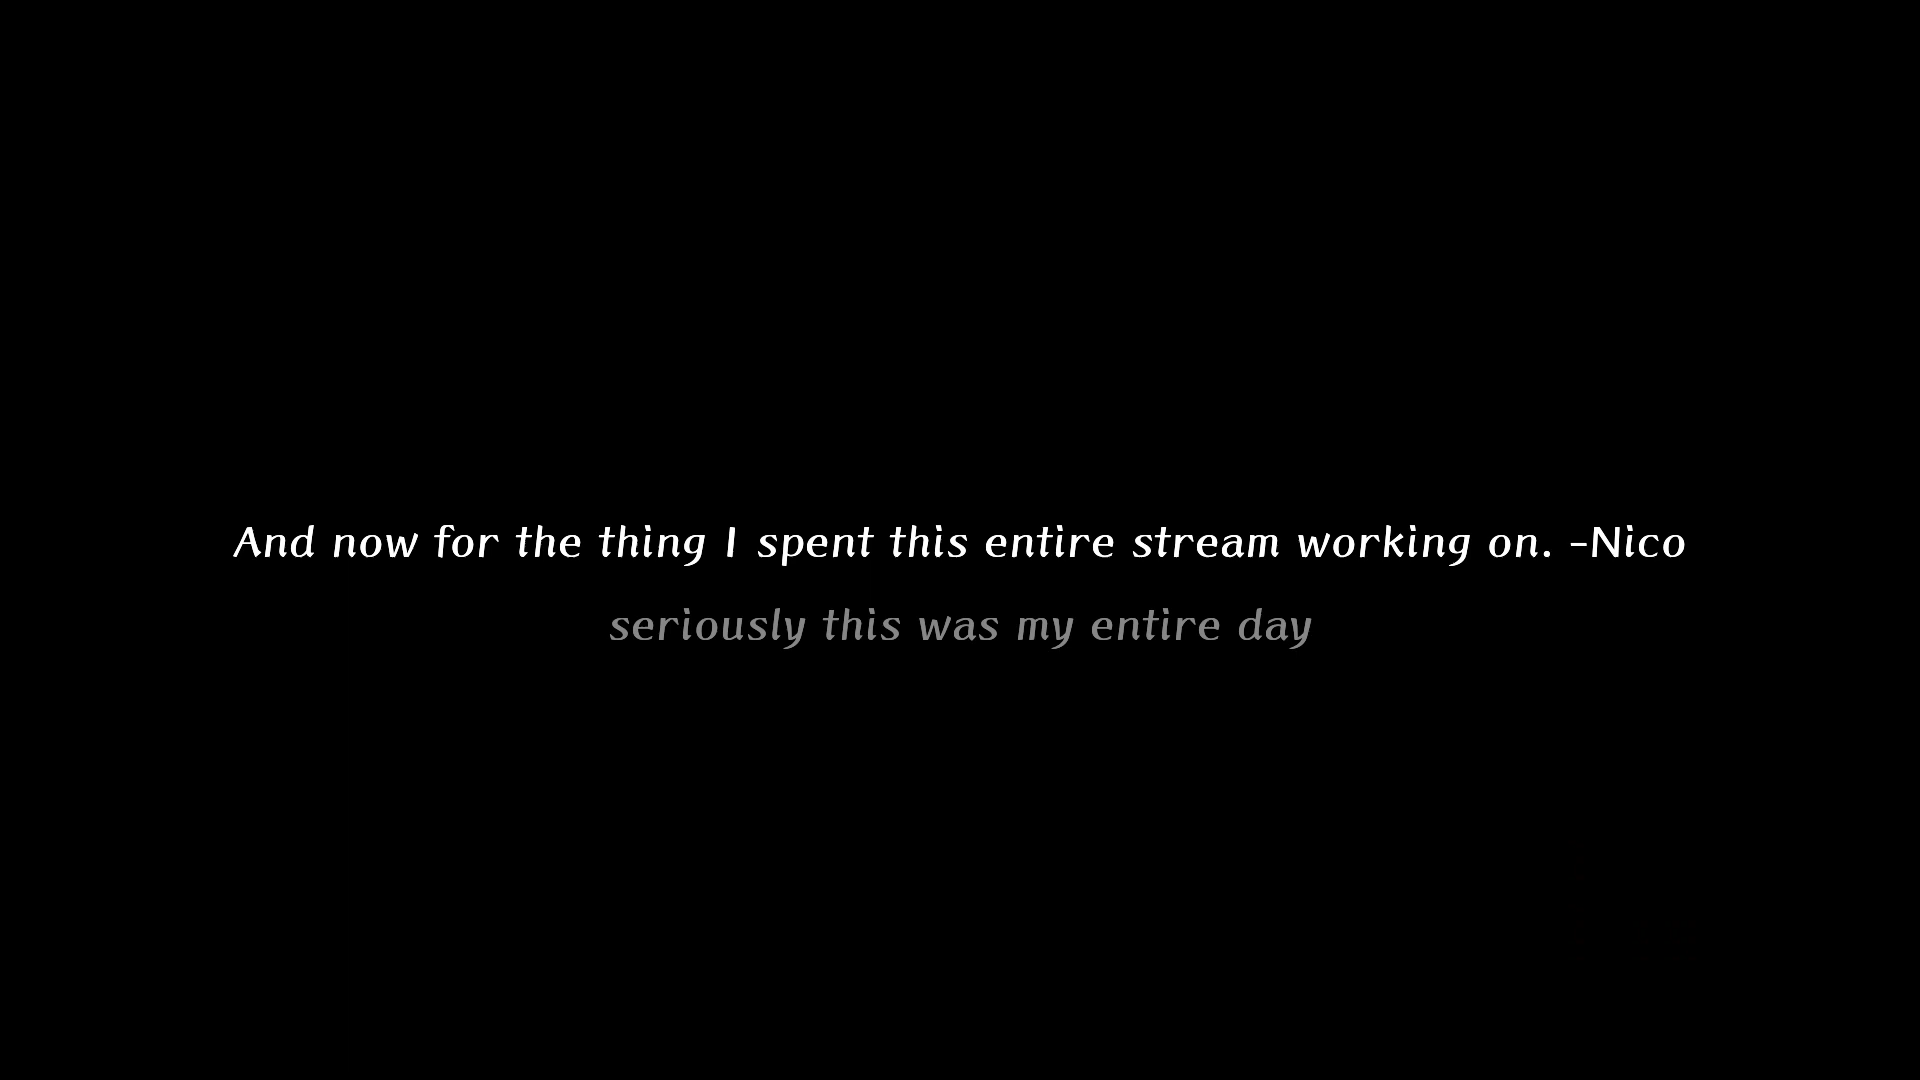 And now for the thing I spent this entire stream working on. -Nico
seriously this was my entire day